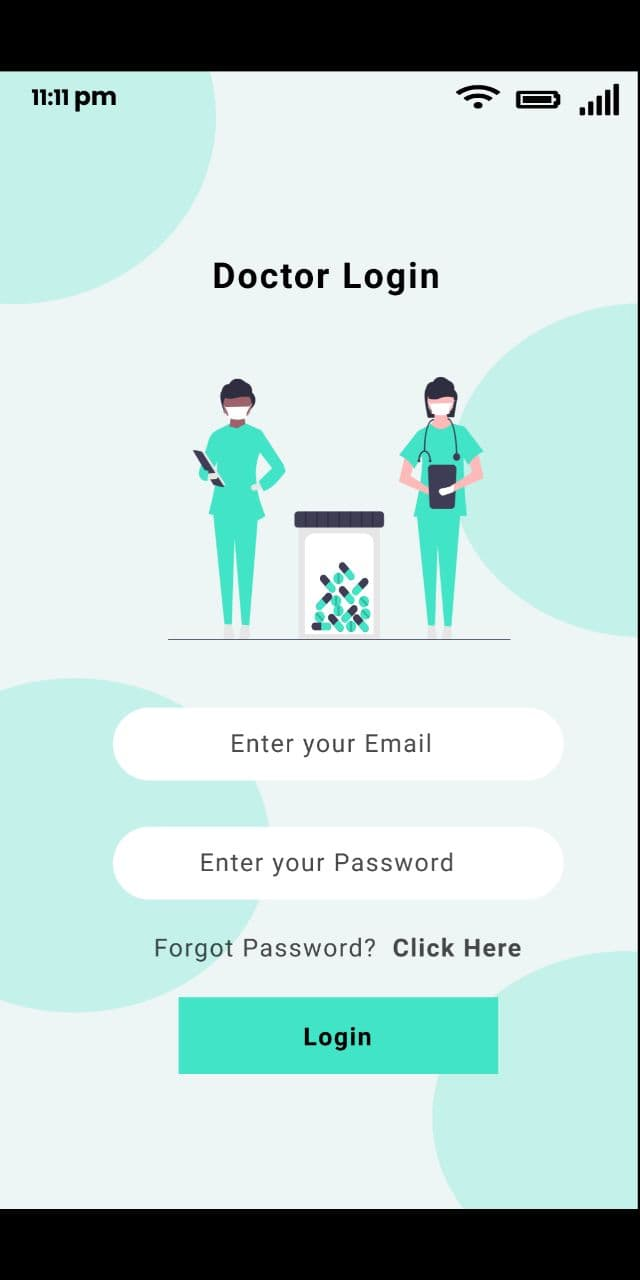 11:11 pm
Doctor Login
Enter your Email
Enter your Password
Forgot Password? Click Here
Login